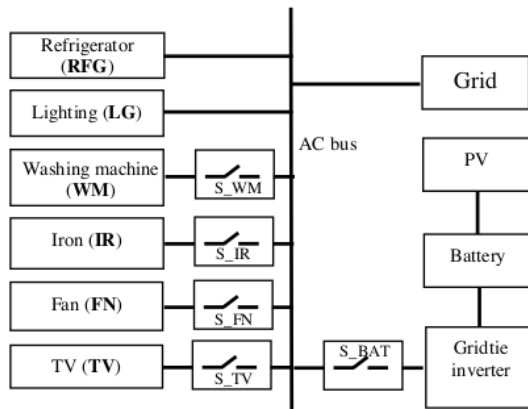 Refrigerator
(RFG)
Lighting (LG)
Washing machine
(WM)
S_WM
Iron (IR)
S_IR
Fan (FN)
S_FN
TV (TV)
S_TV
AC bus
Grid
PV
Battery
S_BAT
Gridtie
inverter